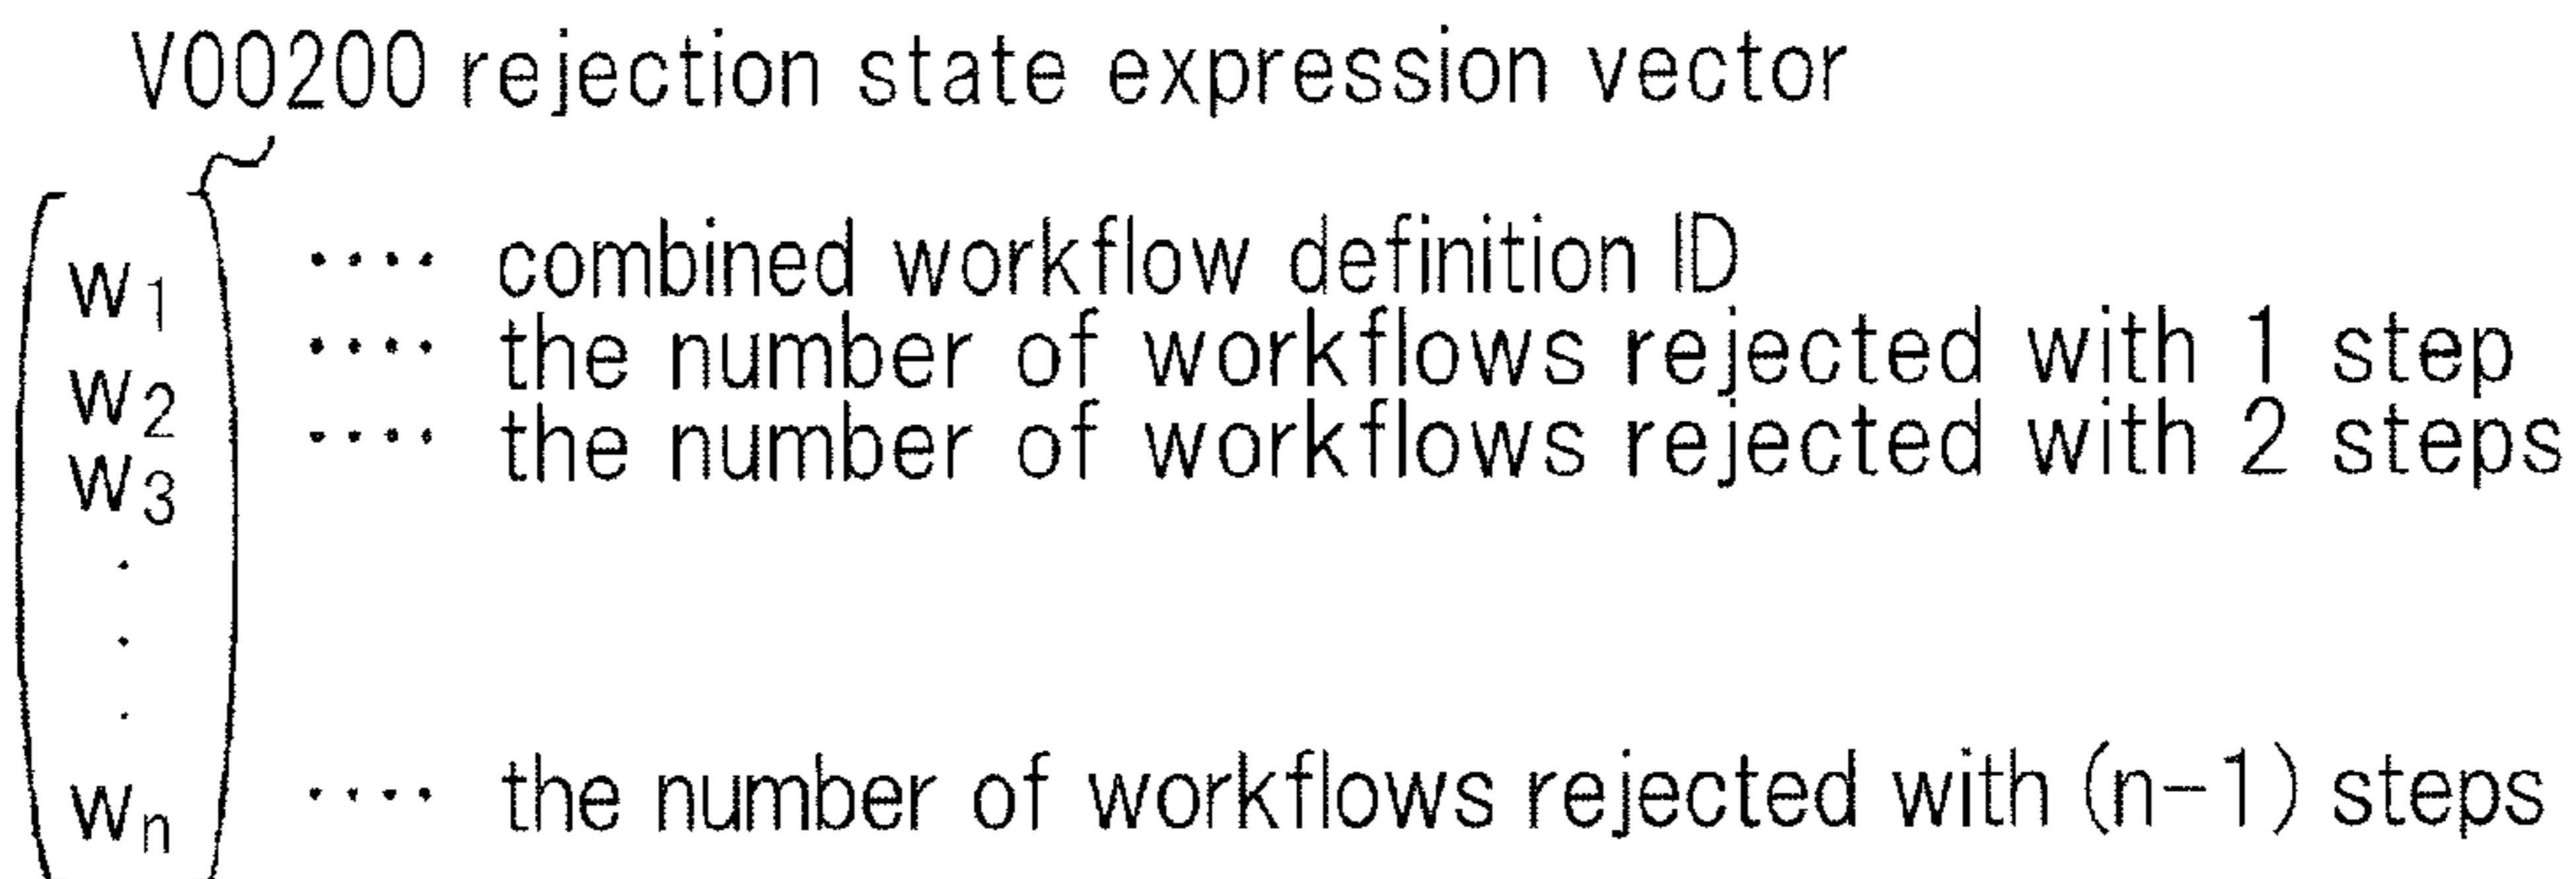 V00200 rejection state expression vector
w1 .... combined workflow definition ID
w2 .... the number of workflows rejected with 1 step
w3 .... the number of workflows rejected with 2 steps
.
.
.
wn .... the number of workflows rejected with (n-1) steps